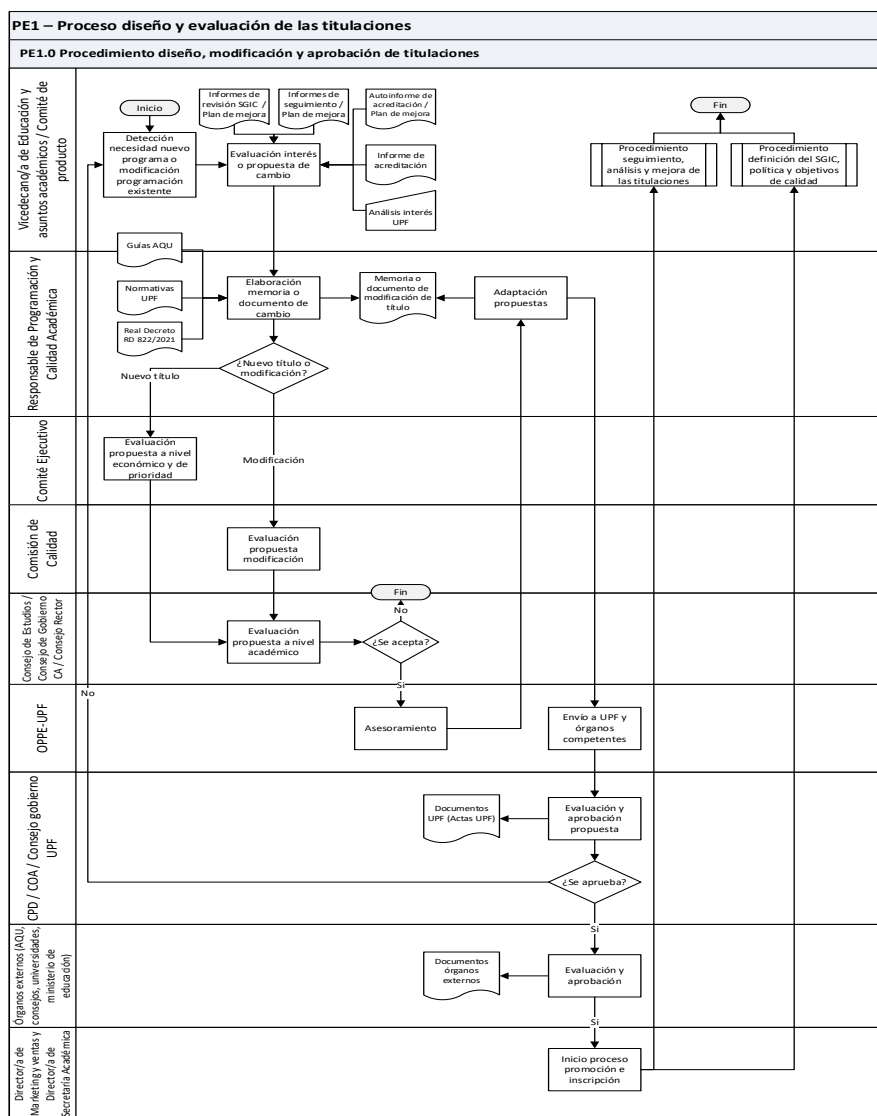 PE1 – Proceso diseño y evaluación de las titulaciones
PE1.0 Procedimiento diseño, modificación y aprobación de titulaciones
Vicedecano/a de Educación y
asuntos académicos / Comité de
producto
Inicio
Detección
necesidad nuevo
programa o
modificación
programación
existente
Informes de
revisión SGIC /
Plan de mejora
Informes de
seguimiento /
Plan de mejora
Autoinforme de
acreditación /
Plan de mejora
Evaluación interés
o propuesta de
cambio
Informe de
acreditación
Análisis interés
UPF
Fin
Procedimiento
seguimiento,
análisis y mejora
de las titulaciones
Procedimiento
definición del SGIC,
política y objetivos
de calidad
Responsable de Programación y
Calidad Académica
Guías AQU
Normativas
UPF
Real Decreto
RD 822/2021
Elaboración
memoria o
documento de
cambio
Memoria o
documento de
modificación de
título
Adaptación
propuestas
¿Nuevo título o
modificación?
Nuevo título
Modificación
Comité Ejecutivo
Evaluación
propuesta a nivel
económico y de
prioridad
Comisión de
Calidad
Evaluación
propuesta
modificación
Consejo de Estudios /
Consejo de Gobierno
CA / Consejo Rector
Evaluación
propuesta a nivel
académico
Fin
No
¿Se acepta?
Si
No
OPPE-UPF
Asesoramiento
Envío a UPF y
órganos
competentes
CPD / COA / Consejo gobierno
UPF
Documentos
UPF (Actas UPF)
Evaluación y
aprobación
propuesta
¿Se aprueba?
Si
Órganos externos (AQU,
consejos, universidades,
ministerio de
educación)
Documentos
órganos
externos
Evaluación y
aprobación
Si
Director/a de
Marketing y ventas y
Director/a de
Secretaria Académica
Inicio proceso
promoción e
inscripción